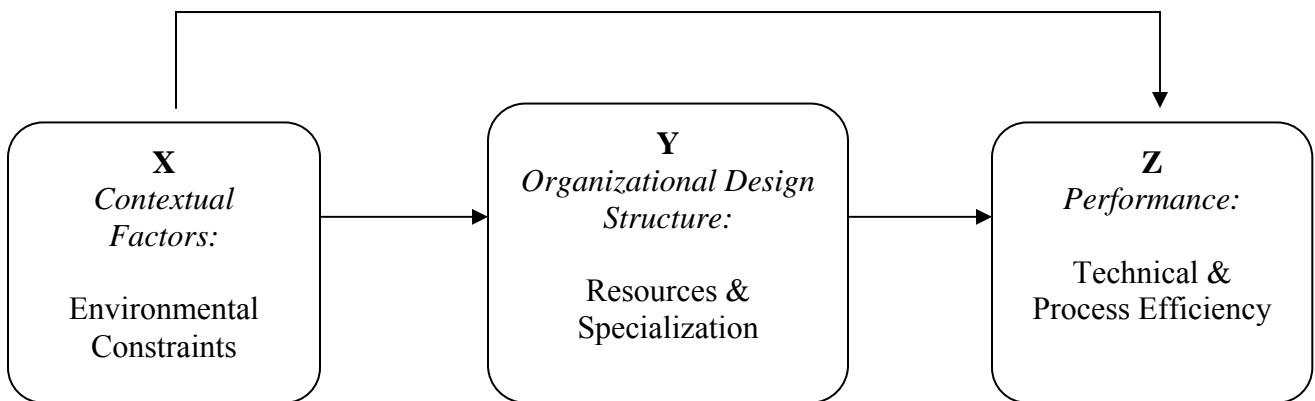 X
Contextual
Factors:
Environmental
Constraints
Y
Organizational Design
Structure:
Resources &
Specialization
Z
Performance:
Technical &
Process Efficiency